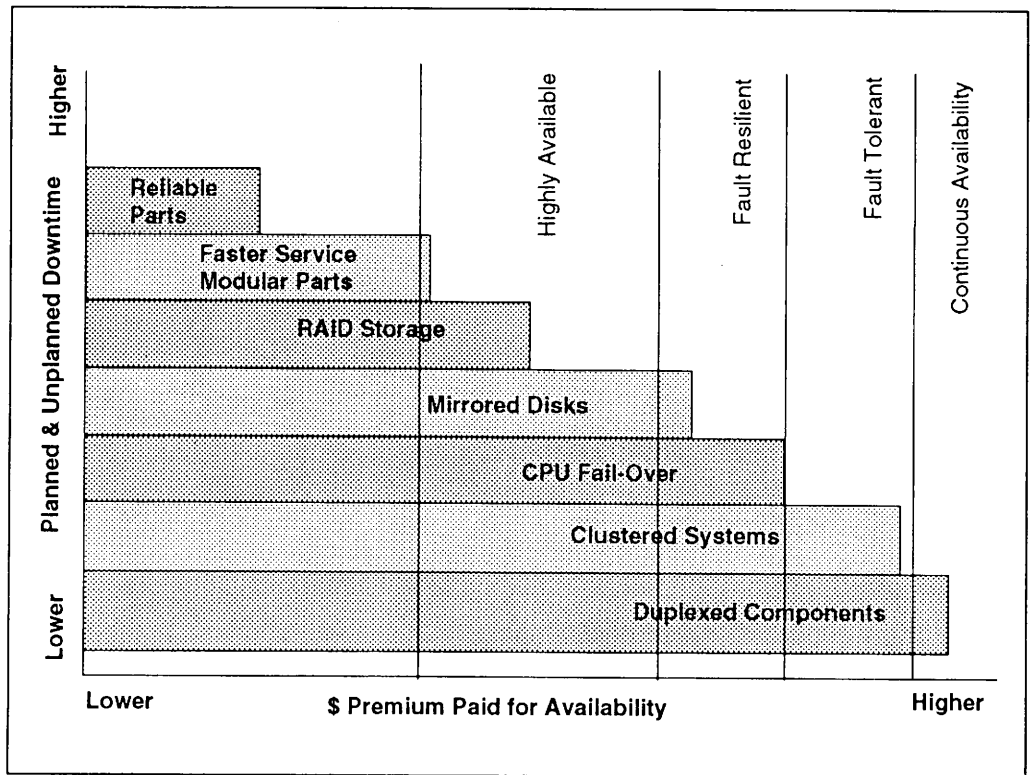 Higher
Planned & Unplanned Downtime
Lower
Highly Available
Fault Resilient
Fault Tolerant
Continuous Availability
Reliable
Parts
Faster Service
Modular Parts
RAID Storage
Mirrored Disks
CPU Fail-Over
Clustered Systems
Duplexed Components
Lower
$ Premium Paid for Availability
Higher